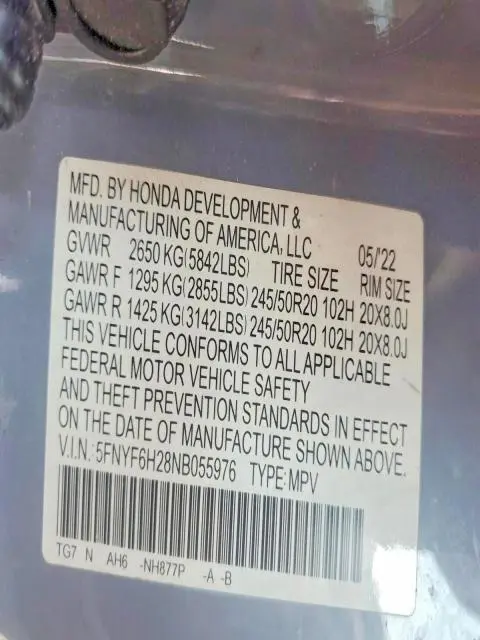 MFD. BY HONDA DEVELOPMENT &
MANUFACTURING OF AMERICA, LLC 05/'22
GVWR 2650 KG(5842LBS) TIRE SIZE RIM SIZE
GAWR F 1295 KG(2855LBS) 245/50R20 102H 20X8.0J
GAWR R 1425 KG(3142LBS) 245/50R20 102H 20X8.0J
THIS VEHICLE CONFORMS TO ALL APPLICABLE
FEDERAL MOTOR VEHICLE SAFETY
AND THEFT PREVENTION STANDARDS IN EFFECT
ON THE DATE OF MANUFACTURE SHOWN ABOVE.
V.I.N.: 5FNYF6H28NB055976 TYPE:MPV
TG7 N AH6 -NH877P -A -B